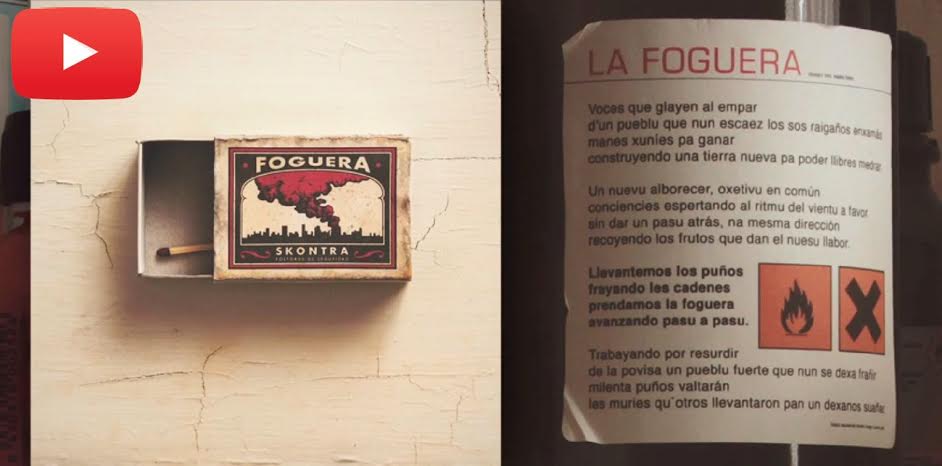 FOGUERA
SKONTRA
LA FOGUERA
Voces que glayen al empar
d'un pueblu que nun escaez los sos raigaños enxamás
manes xuníes pa ganar
construyendo una tierra nueva pa poder llibres medrar
Un nuevu alborecer, oxetivu en común
conciencies espertando al ritmu del vientu a favor
sin dar un pasu atrás, na mesma dirección
recoyendo los frutos que dan el nuesu llabor.
Llevantemos los puños
frayando les cadenes
prendamos la foguera
avanzando pasu a pasu.
Trabayando por resurdir
de la povisa un pueblu fuerte que nun se dexa frañir
milenta puños valtarán
les muries qu'otros llevantaron pan un dexanos suañar